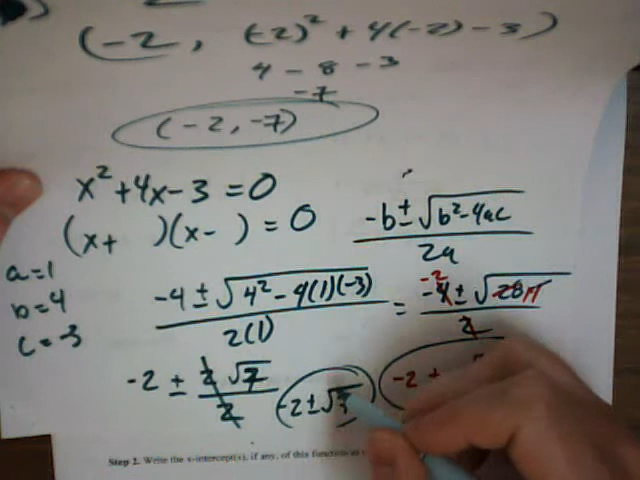 (-2, (-2)² + 4(-2) - 3)
4 - 8 - 3
-7
(-2, -7)
x² + 4x - 3 = 0
(x+ )(x- ) = 0
-b ± √b² - 4ac
2a
a = 1
b = 4
c = -3
-4 ± √4² - 4(1)(-3)
2(1)
=
-2
-4 ± √28
2
-2 ± 2√7
2
-2 ± √7
-2 ±
Step 2. Write the x-intercept(s), if any, of this function as